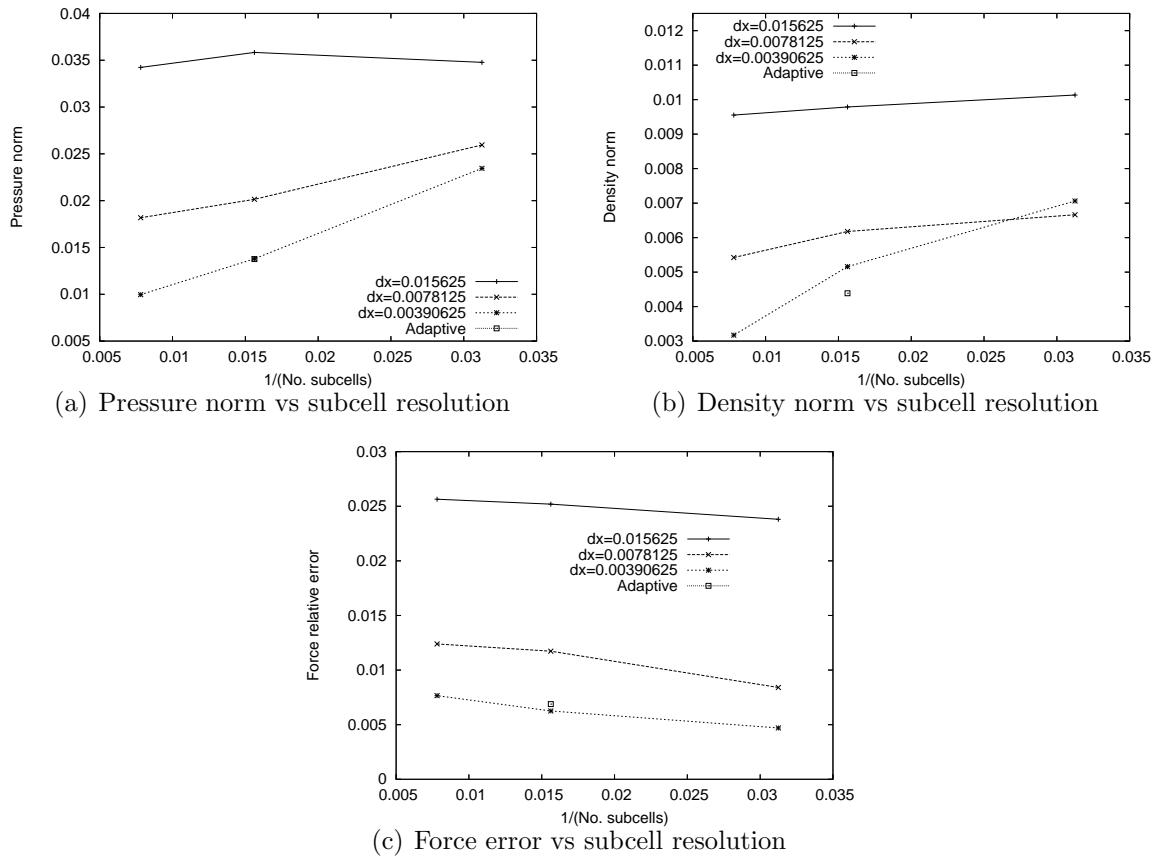 0.04
0.035
0.03
0.025
0.02
0.015
0.01
0.005
Pressure norm
dx=0.015625
dx=0.0078125
dx=0.00390625
Adaptive
0.005 0.01 0.015 0.02 0.025 0.03 0.035
1/(No. subcells)
(a) Pressure norm vs subcell resolution
0.012
0.011
0.01
0.009
0.008
0.007
0.006
0.005
0.004
0.003
Density norm
dx=0.015625
dx=0.0078125
dx=0.00390625
Adaptive
0.005 0.01 0.015 0.02 0.025 0.03 0.035
1/(No. subcells)
(b) Density norm vs subcell resolution
0.03
0.025
0.02
0.015
0.01
0.005
0
Force relative error
dx=0.015625
dx=0.0078125
dx=0.00390625
Adaptive
0.005 0.01 0.015 0.02 0.025 0.03 0.035
1/(No. subcells)
(c) Force error vs subcell resolution